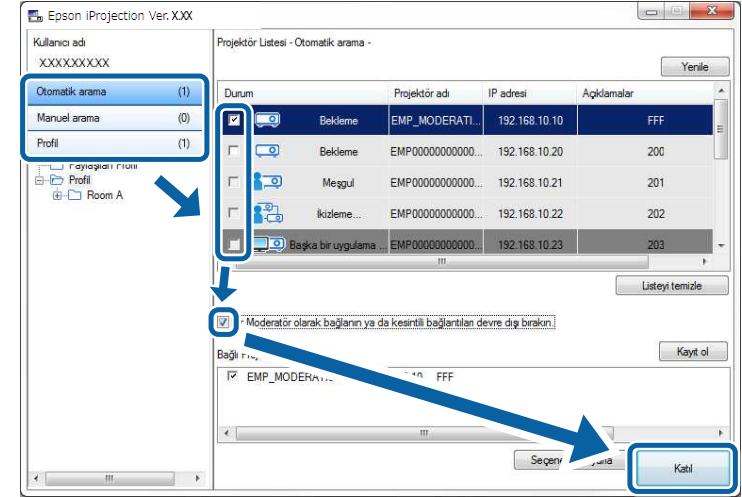 Epson iProjection Ver. X.XX
Kullanıcı adı
XXXXXXXXX
Otomatik arama (1)
Manuel arama (0)
Profil (1)
Paylaşılan Profil
Profil
Room A
Projektör Listesi - Otomatik arama -
Yenile
Durum Projektör adı IP adresi Açıklamalar
Bekleme EMP_MODERATI... 192.168.10.10 FFF
Bekleme EMP00000000000... 192.168.10.20 200
Meşgul EMP00000000000... 192.168.10.21 201
İkizleme... EMP00000000000... 192.168.10.22 202
Başka bir uygulama ... EMP00000000000... 192.168.10.23 203
Listeyi temizle
Moderatör olarak bağlanın ya da kesintili bağlantıları devre dışı bırakın.
Bağlı
Kayıt ol
EMP_MODERA FFF
Katıl